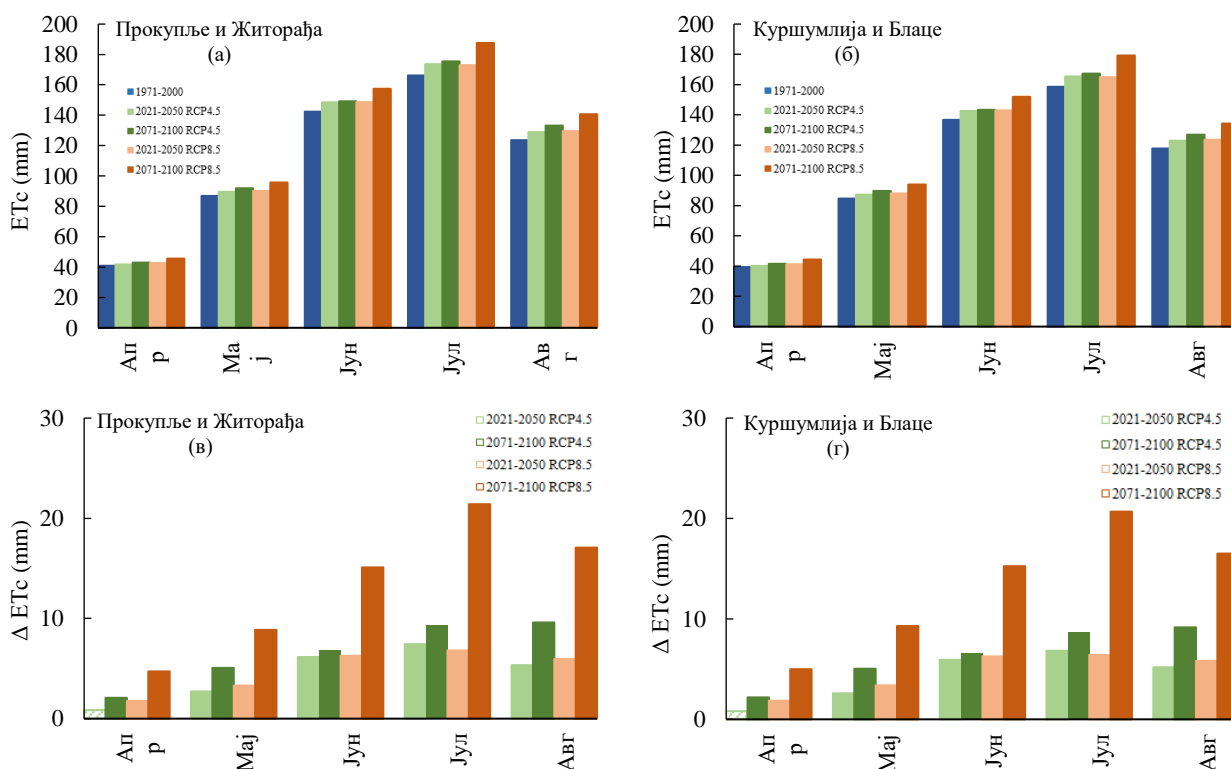 Прокупље и Житорађа
(а)
ETc (mm)
200
180
160
140
120
100
80
60
40
20
0
1971-2000
2021-2050 RCP4.5
2071-2100 RCP4.5
2021-2050 RCP8.5
2071-2100 RCP8.5
Ап
р
Ма
ј
Јун
Јул
Ав
г
Куршумлија и Блаце
(б)
ETc (mm)
200
180
160
140
120
100
80
60
40
20
0
1971-2000
2021-2050 RCP4.5
2071-2100 RCP4.5
2021-2050 RCP8.5
2071-2100 RCP8.5
Ап
р
Мај
Јун
Јул
Авг
Прокупље и Житорађа
(в)
Δ ETc (mm)
30
20
10
0
2021-2050 RCP4.5
2071-2100 RCP4.5
2021-2050 RCP8.5
2071-2100 RCP8.5
Ап
р
Мај
Јун
Јул
Авг
Куршумлија и Блаце
(г)
Δ ETc (mm)
30
20
10
0
2021-2050 RCP4.5
2071-2100 RCP4.5
2021-2050 RCP8.5
2071-2100 RCP8.5
Ап
р
Мај
Јун
Јул
Авг